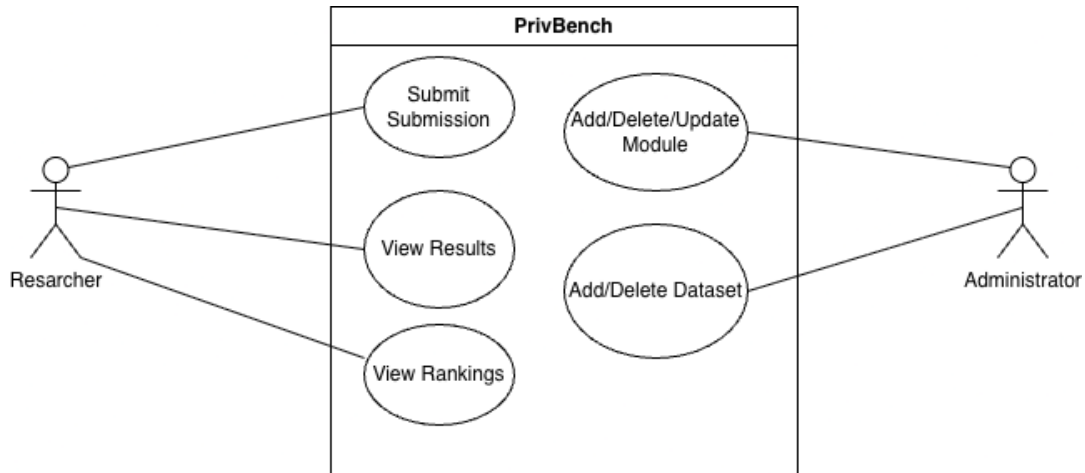 PrivBench
Submit
Submission
Add/Delete/Update
Module
View Results
Resarcher
Administrator
Add/Delete Dataset
View Rankings